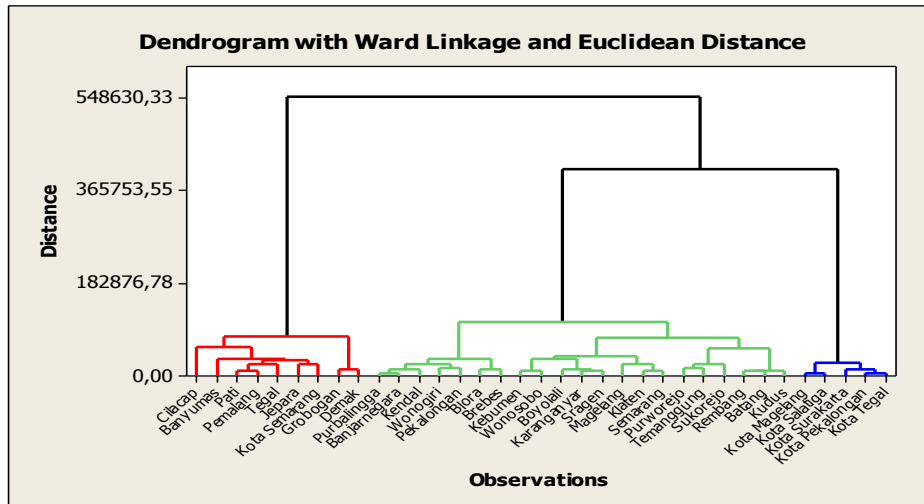 Dendrogram with Ward Linkage and Euclidean Distance
548630,33
365753,55
182876,78
0,00
Distance
Cilacap
Banyumas
Pati
Pemalang
Tegal
Jepara
Kota Semarang
Grobogan
Demak
Purbalingga
Banjarnegara
Kendal
Wonogiri
Pekalongan
Blora
Brebes
Kebumen
Wonosobo
Boyolali
Karanganyar
Sragen
Magelang
Klaten
Semarang
Purworejo
Temanggung
Sukorejo
Rembang
Batang
Kudus
Kota Magelang
Kota Salatiga
Kota Surakarta
Kota Pekalongan
Kota Tegal
Observations